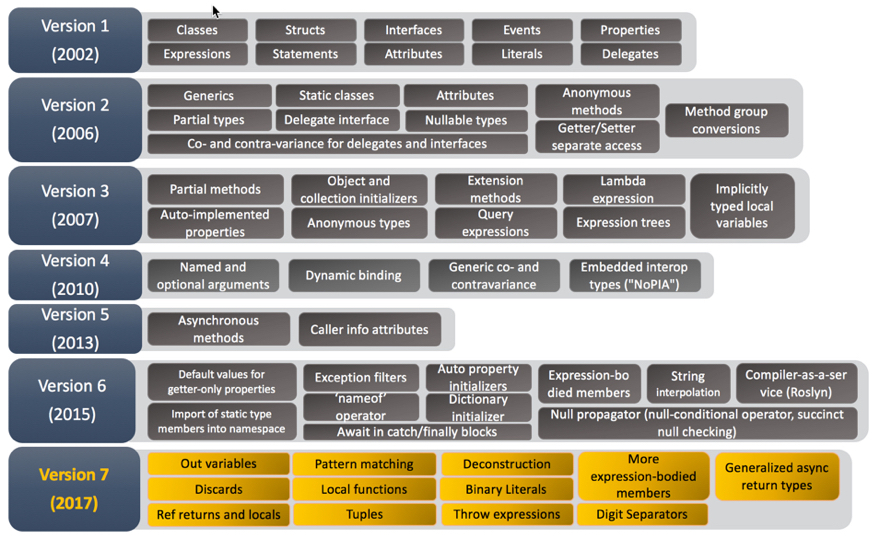 Version 1
(2002)
Classes
Structs
Interfaces
Events
Properties
Expressions
Statements
Attributes
Literals
Delegates
Version 2
(2006)
Generics
Static classes
Attributes
Anonymous
methods
Method group
conversions
Partial types
Delegate interface
Nullable types
Getter/Setter
separate access
Co- and contra-variance for delegates and interfaces
Version 3
(2007)
Partial methods
Object and
collection initializers
Extension
methods
Lambda
expression
Implicitly
typed local
variables
Auto-implemented
properties
Anonymous types
Query
expressions
Expression trees
Version 4
(2010)
Named and
optional arguments
Dynamic binding
Generic co- and
contravariance
Embedded interop
types ("NoPIA")
Version 5
(2013)
Asynchronous
methods
Caller info attributes
Version 6
(2015)
Default values for
getter-only properties
Exception filters
Auto property
initializers
Expression-bo
died members
String
interpolation
Compiler-as-a-ser
vice (Roslyn)
Import of static type
members into namespace
‘nameof’
operator
Dictionary
initializer
Await in catch/finally blocks
Null propagator (null-conditional operator, succinct
null checking)
Version 7
(2017)
Out variables
Pattern matching
Deconstruction
More
expression-bodied
members
Generalized async
return types
Discards
Local functions
Binary Literals
Ref returns and locals
Tuples
Throw expressions
Digit Separators